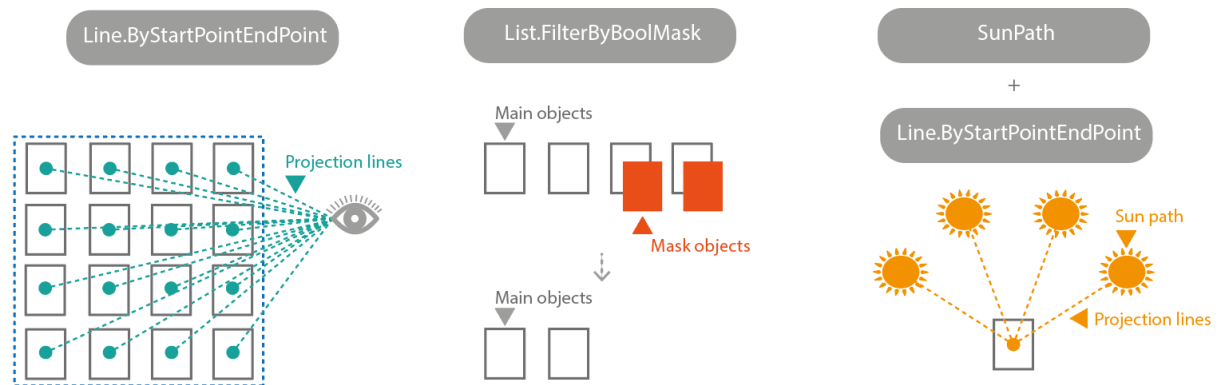 Line.ByStartPointEndPoint
Projection lines
List.FilterByBoolMask
Main objects
Mask objects
Main objects
SunPath
+
Line.ByStartPointEndPoint
Sun path
Projection lines